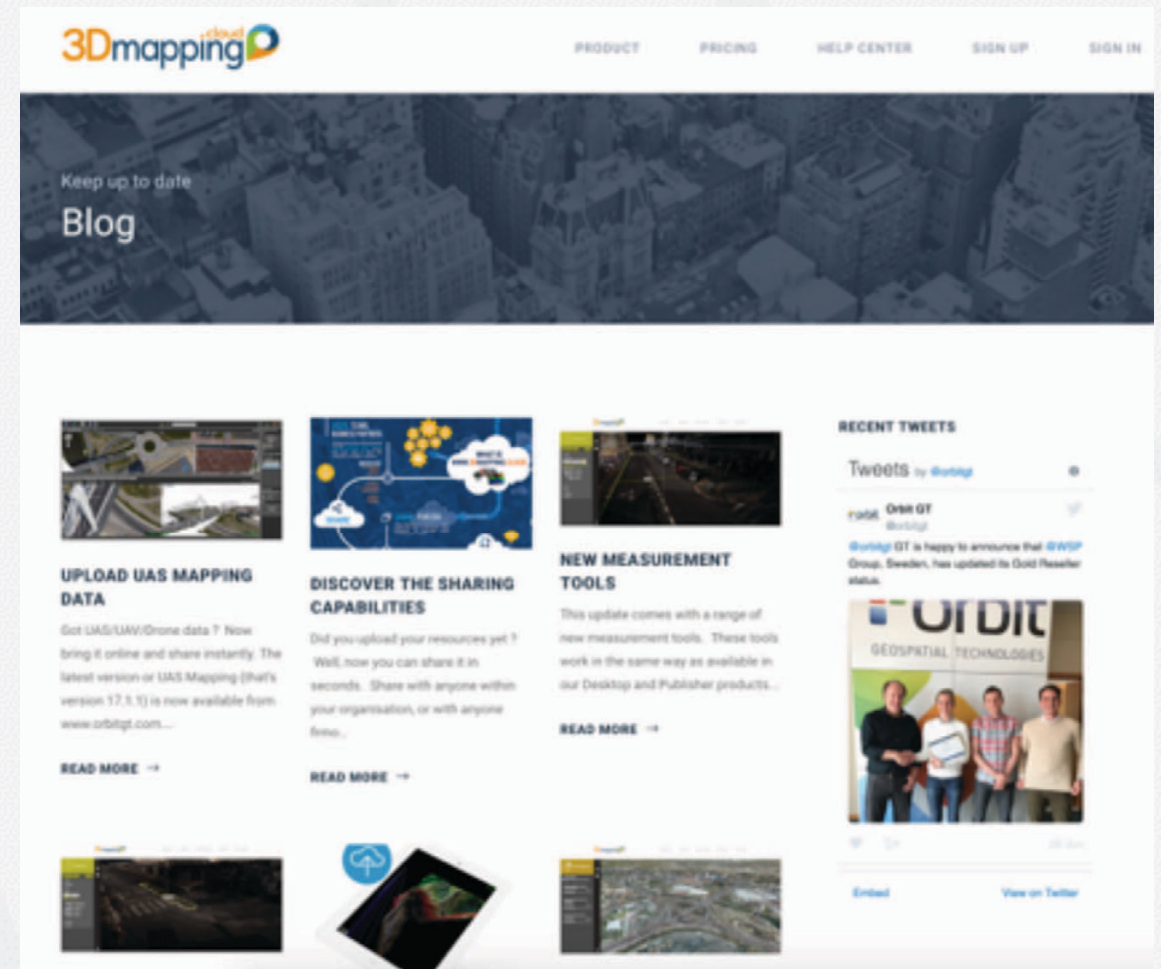 3Dmapping
cloud
PRODUCT
PRICING
HELP CENTER
SIGN UP
SIGN IN
Keep up to date
Blog
UPLOAD UAS MAPPING
DATA
Got UAS/UAV/Drone data ? Now
bring it online and share instantly. The
latest version or UAS Mapping (that's
version 17.1.1) is now available from
www.orbitgt.com....
READ MORE →
WHAT IS
SHARE
DISCOVER THE SHARING
CAPABILITIES
Did you upload your resources yet ?
Well, now you can share it in
seconds. Share with anyone within
your organisation, or with anyone
READ MORE →
NEW MEASUREMENT
TOOLS
This update comes with a range of
new measurement tools. These tools
work in the same way as available in
our Desktop and Publisher products...
READ MORE →
RECENT TWEETS
Tweets by @orbitgt
orbit
Orbit GT
@orbitgt
@orbitgt GT is happy to announce that @WSP
Group, Sweden, has updated its Gold Reseller
status.
Orbit
GEOSPATIAL TECHNOLOGIES
Embed
View on Twitter